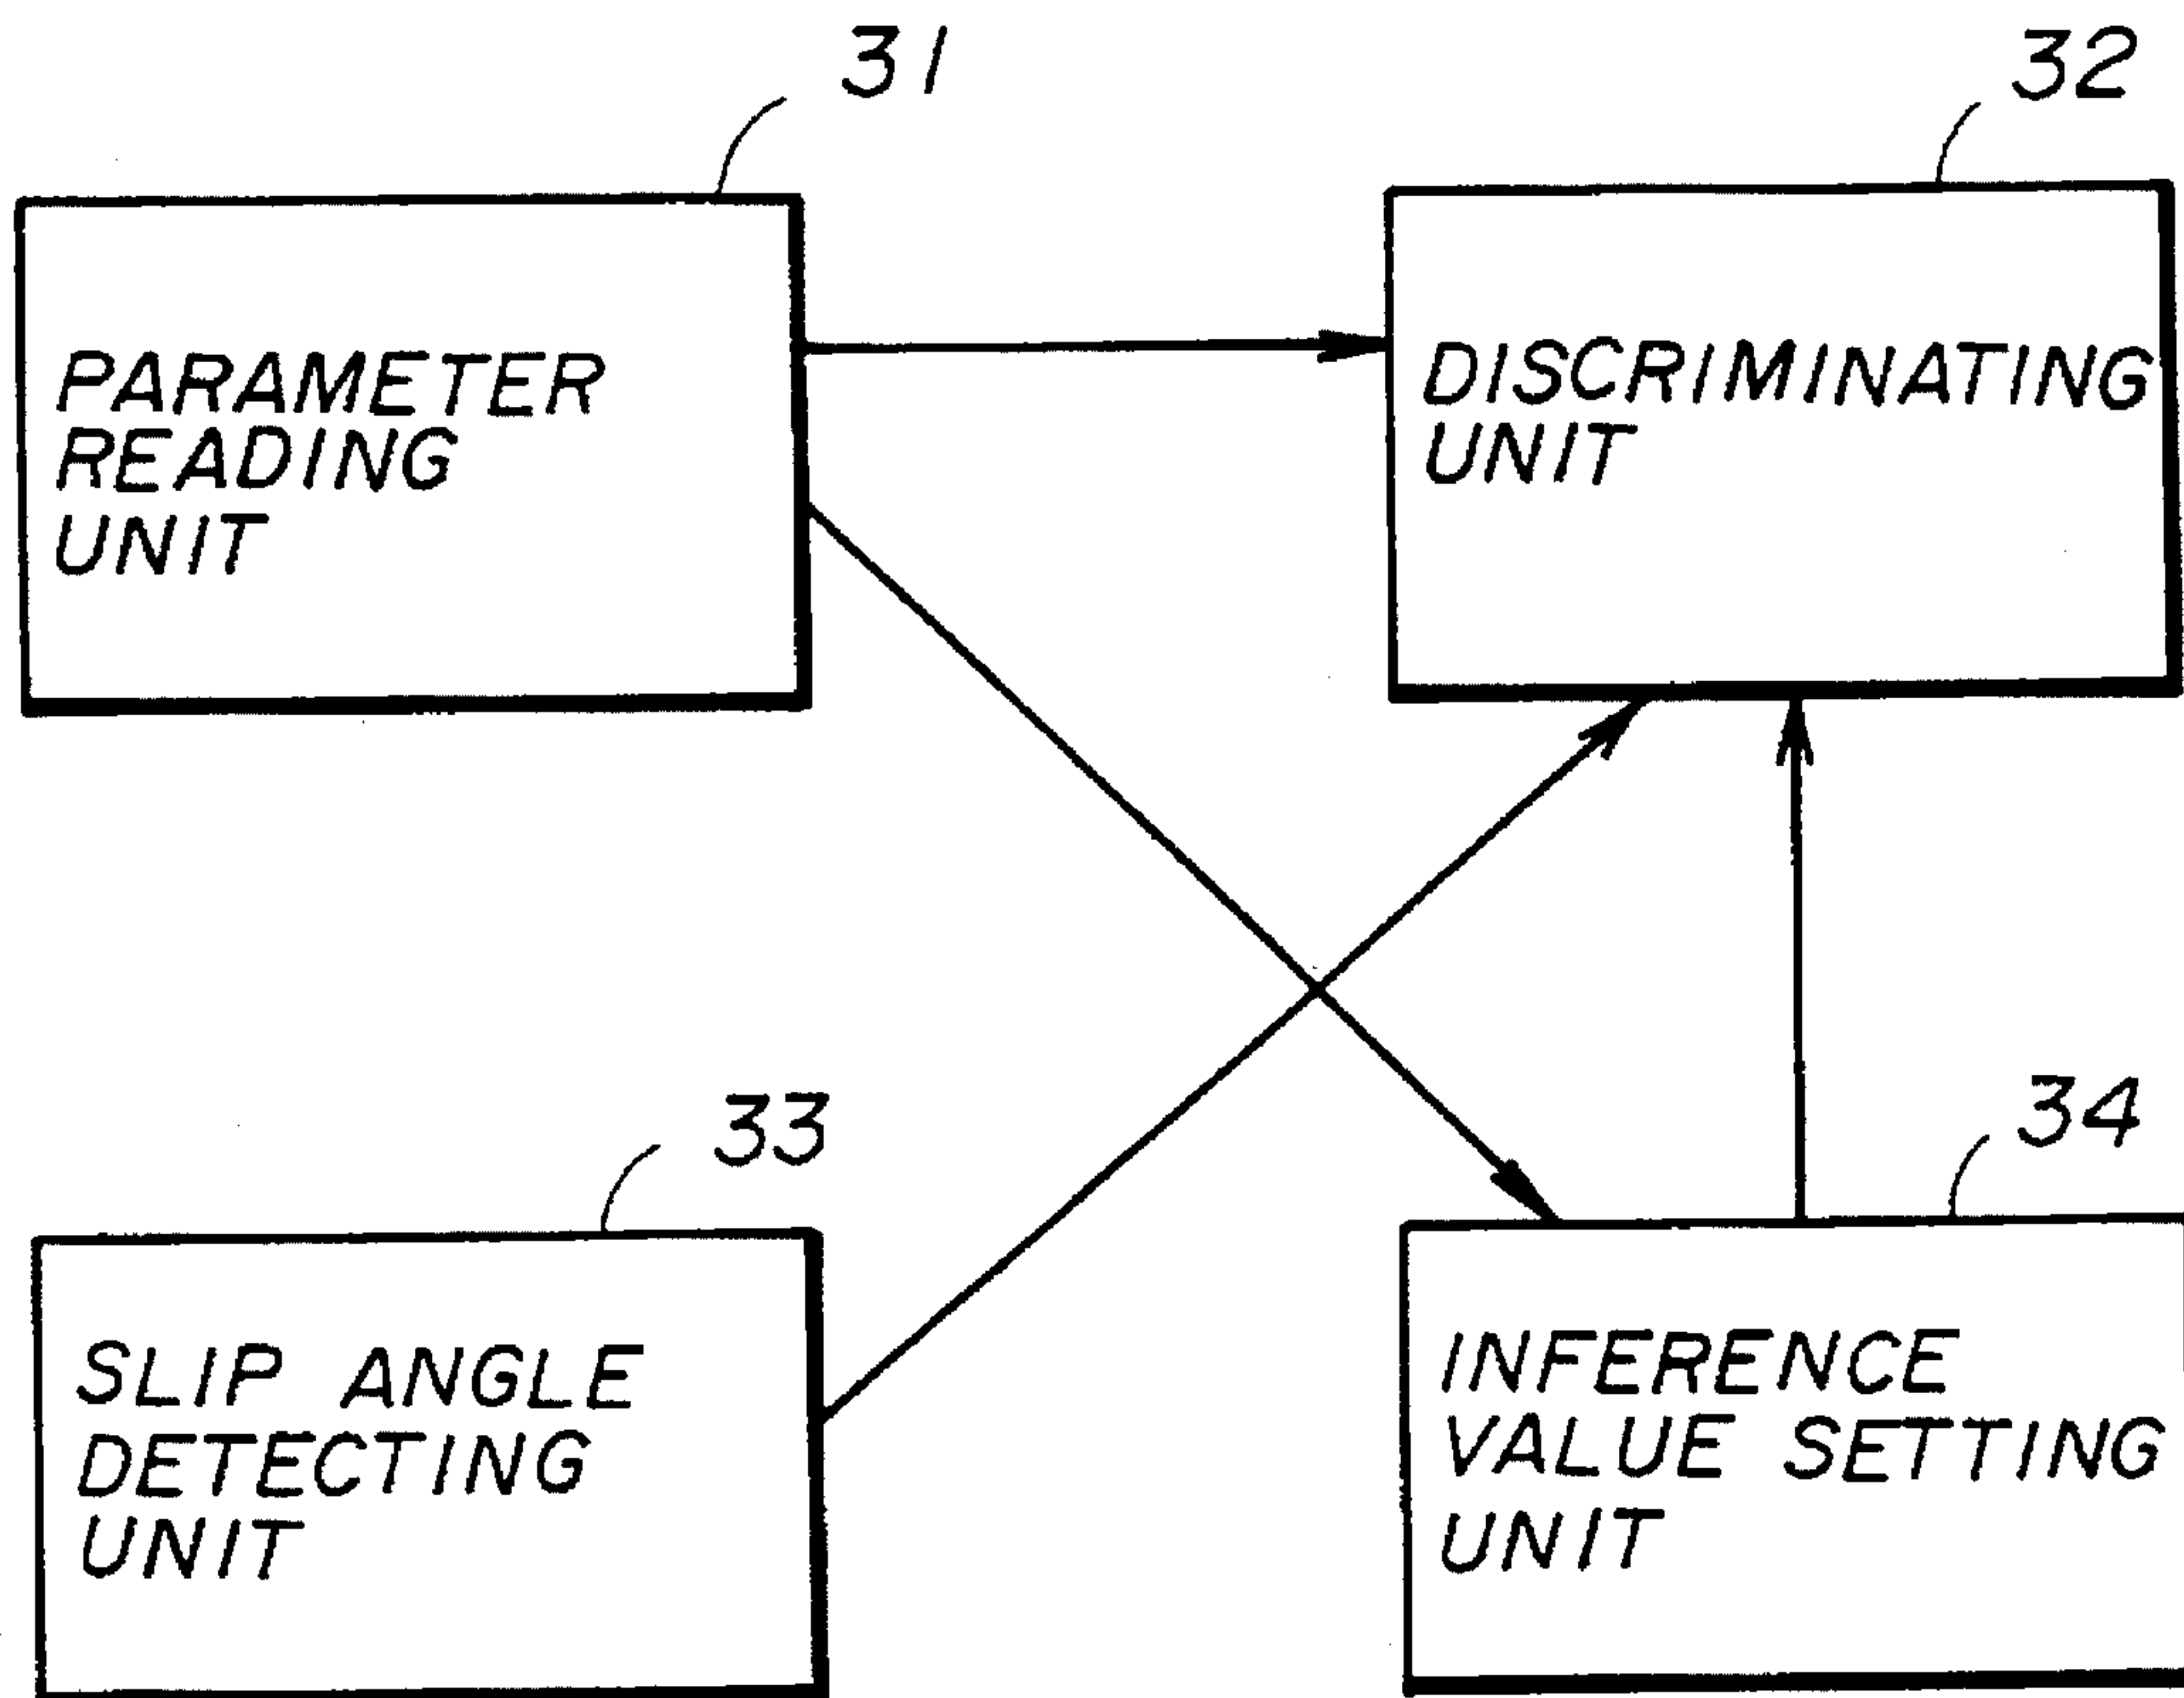 31
32
PARAMETER
READING
UNIT
DISCRIMINATING
UNIT
33
34
SLIP ANGLE
DETECTING
UNIT
INFERENCE
VALUE SETTING
UNIT